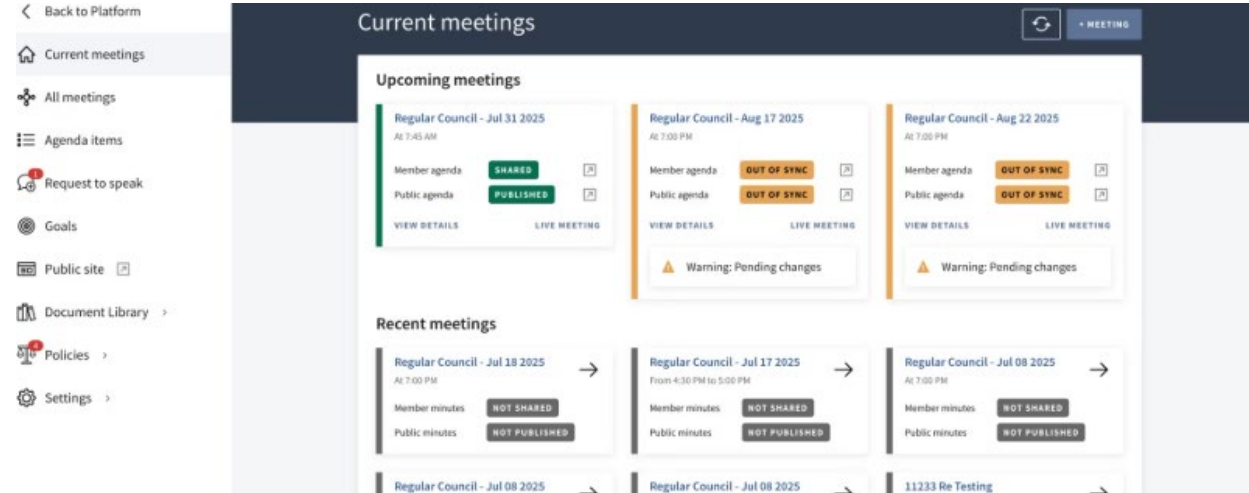 Back to Platform
Current meetings
All meetings
Agenda items
1
Request to speak
Goals
Public site
Document Library
4
Policies
Settings
Current meetings
+ MEETING
Upcoming meetings
Regular Council - Jul 31 2025
At 7:45 AM
Member agenda SHARED
Public agenda PUBLISHED
VIEW DETAILS LIVE MEETING
Regular Council - Aug 17 2025
At 7:00 PM
Member agenda OUT OF SYNC
Public agenda OUT OF SYNC
VIEW DETAILS LIVE MEETING
Warning: Pending changes
Regular Council - Aug 22 2025
At 7:00 PM
Member agenda OUT OF SYNC
Public agenda OUT OF SYNC
VIEW DETAILS LIVE MEETING
Warning: Pending changes
Recent meetings
Regular Council - Jul 18 2025
At 7:00 PM
Member minutes NOT SHARED
Public minutes NOT PUBLISHED
Regular Council - Jul 17 2025
From 4:30 PM to 5:00 PM
Member minutes NOT SHARED
Public minutes NOT PUBLISHED
Regular Council - Jul 08 2025
At 7:00 PM
Member minutes NOT SHARED
Public minutes NOT PUBLISHED
Regular Council - Jul 08 2025
Regular Council - Jul 08 2025
11233 Re Testing